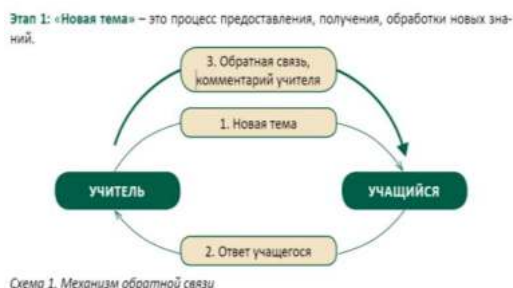 Этап 1: «Новая тема» – это процесс предоставления, получения, обработки новых зна-
ний.
3. Обратная связь,
комментарий учителя
1. Новая тема
УЧИТЕЛЬ
УЧАЩИЙСЯ
2. Ответ учащегося
Схема 1. Механизм обратной связи